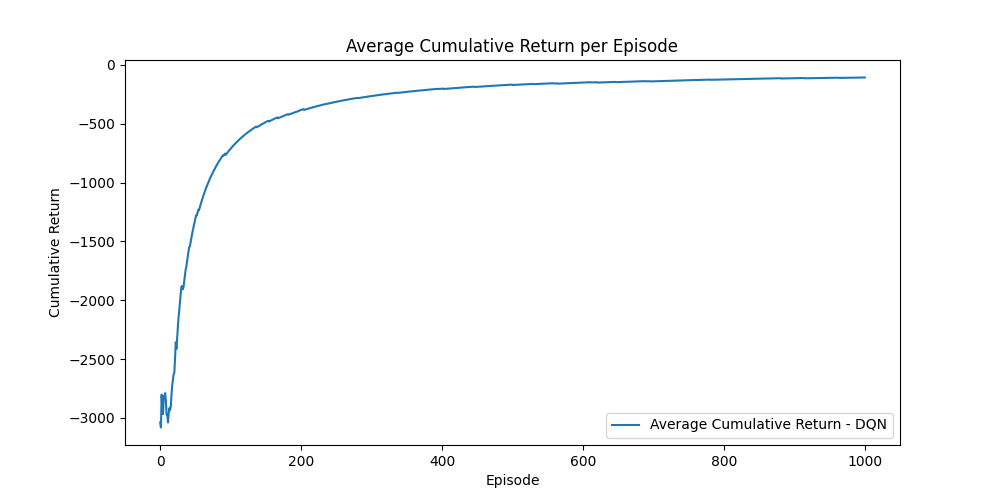 Average Cumulative Return per Episode
Cumulative Return
0
−500
−1000
−1500
−2000
−2500
−3000
Average Cumulative Return - DQN
0 200 400 600 800 1000
Episode